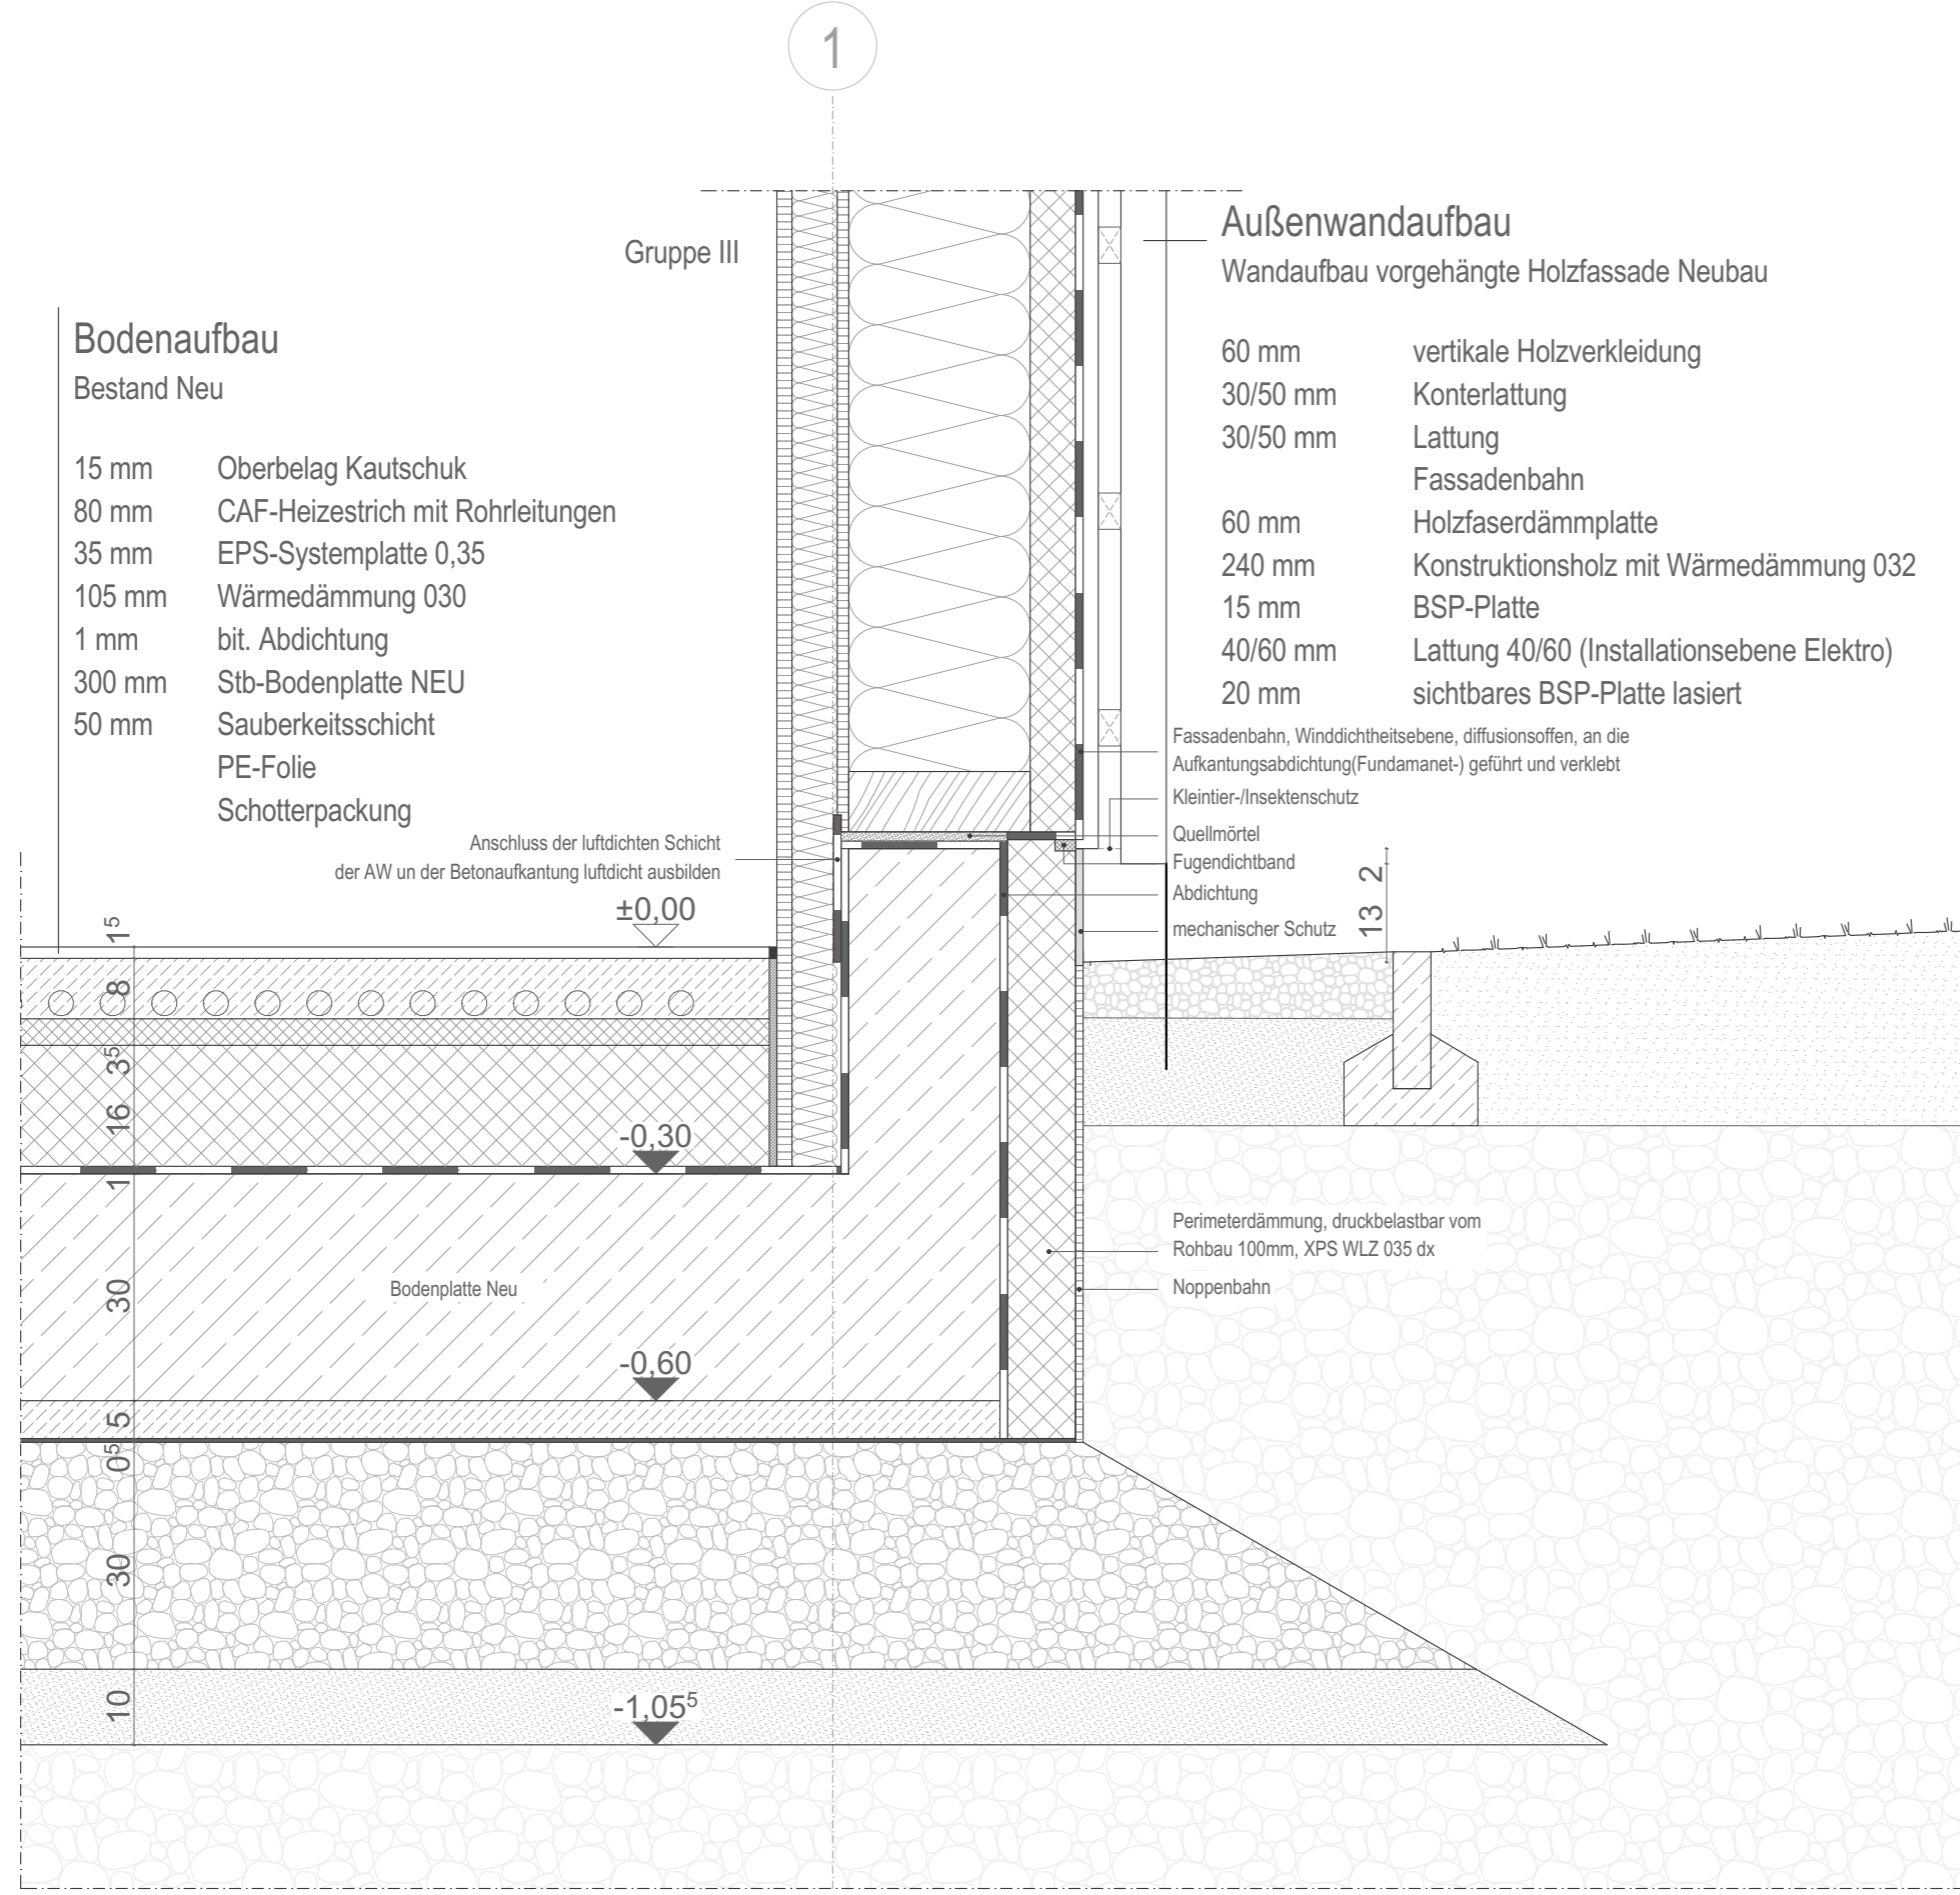 1
Gruppe III
Bodenaufbau
Bestand Neu
15 mm Oberbelag Kautschuk
80 mm CAF-Heizestrich mit Rohrleitungen
35 mm EPS-Systemplatte 0,35
105 mm Wärmedämmung 030
1 mm bit. Abdichtung
300 mm Stb-Bodenplatte NEU
50 mm Sauberkeitsschicht
PE-Folie
Schotterpackung
Außenwandaufbau
Wandaufbau vorgehängte Holzfassade Neubau
60 mm vertikale Holzverkleidung
30/50 mm Konterlattung
30/50 mm Lattung
Fassadenbahn
60 mm Holzfaserdämmplatte
240 mm Konstruktionsholz mit Wärmedämmung 032
15 mm BSP-Platte
40/60 mm Lattung 40/60 (Installationsebene Elektro)
20 mm sichtbares BSP-Platte lasiert
Fassadenbahn, Winddichtheitsebene, diffusionsoffen, an die
Aufkantungsabdichtung(Fundamanet-) geführt und verklebt
Kleintier-/Insektenschutz
Quellmörtel
Fugendichtband
Abdichtung
mechanischer Schutz
13 2
Anschluss der luftdichten Schicht
der AW un der Betonaufkantung luftdicht ausbilden
±0,00
1⁵
8
3⁵
16
-0,30
1
30
Bodenplatte Neu
Perimeterdämmung, druckbelastbar vom
Rohbau 100mm, XPS WLZ 035 dx
Noppenbahn
-0,60
5
0⁵
30
10
-1,05⁵